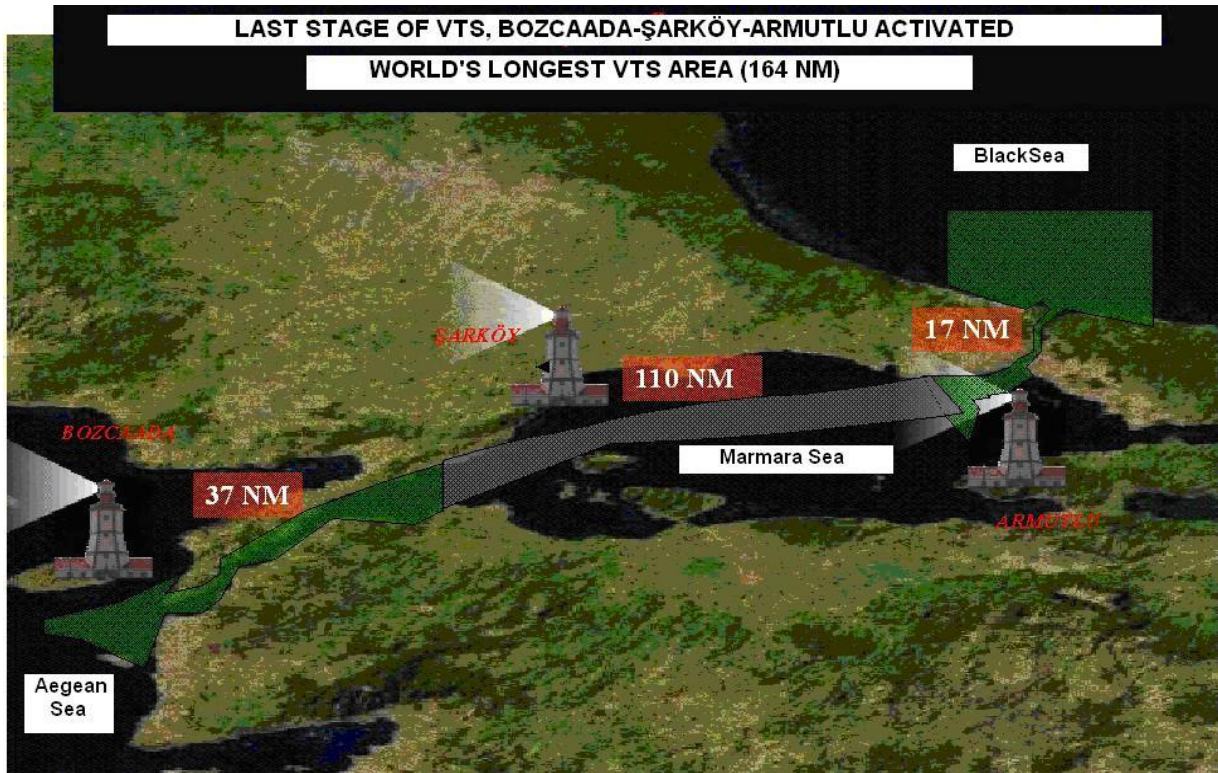 LAST STAGE OF VTS, BOZCAADA-ŞARKÖY-ARMUTLU ACTIVATED
WORLD'S LONGEST VTS AREA (164 NM)
BlackSea
17 NM
ŞARKÖY
110 NM
BOZCAADA
Marmara Sea
37 NM
ARMUTLU
Aegean
Sea